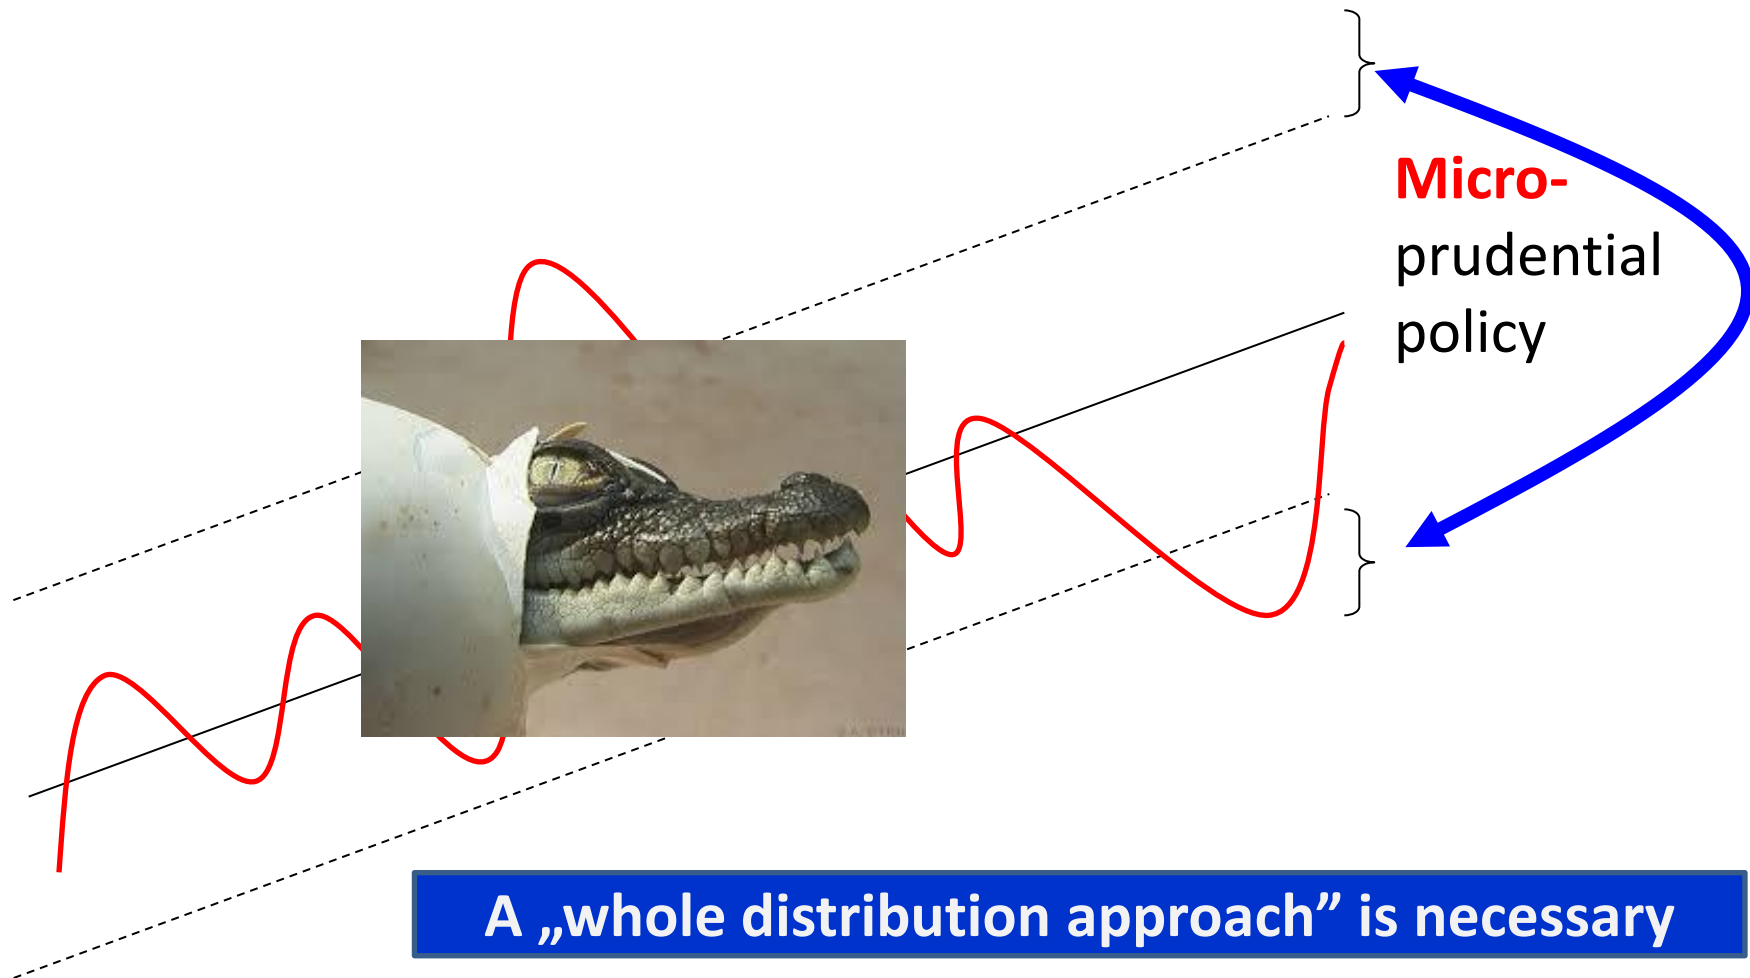 Micro-
prudential
policy
A „whole distribution approach” is necessary